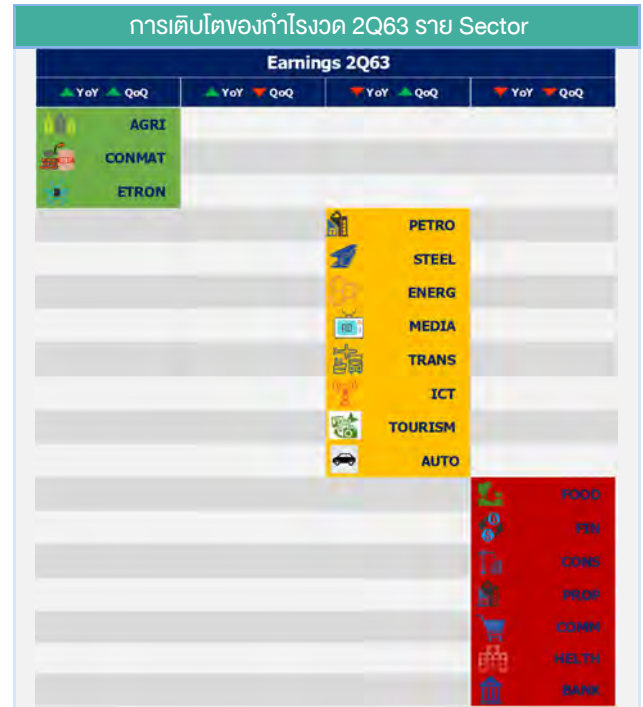 การเติบโตของกำไรงวด 2Q63 ราย Sector
Earnings 2Q63
YoY QoQ YoY QoQ YoY QoQ YoY QoQ
AGRI
CONMAT
ETRON
PETRO
STEEL
ENERG
MEDIA
TRANS
ICT
TOURISM
AUTO
FOOD
FIN
CONS
PROP
COMM
HELTH
BANK